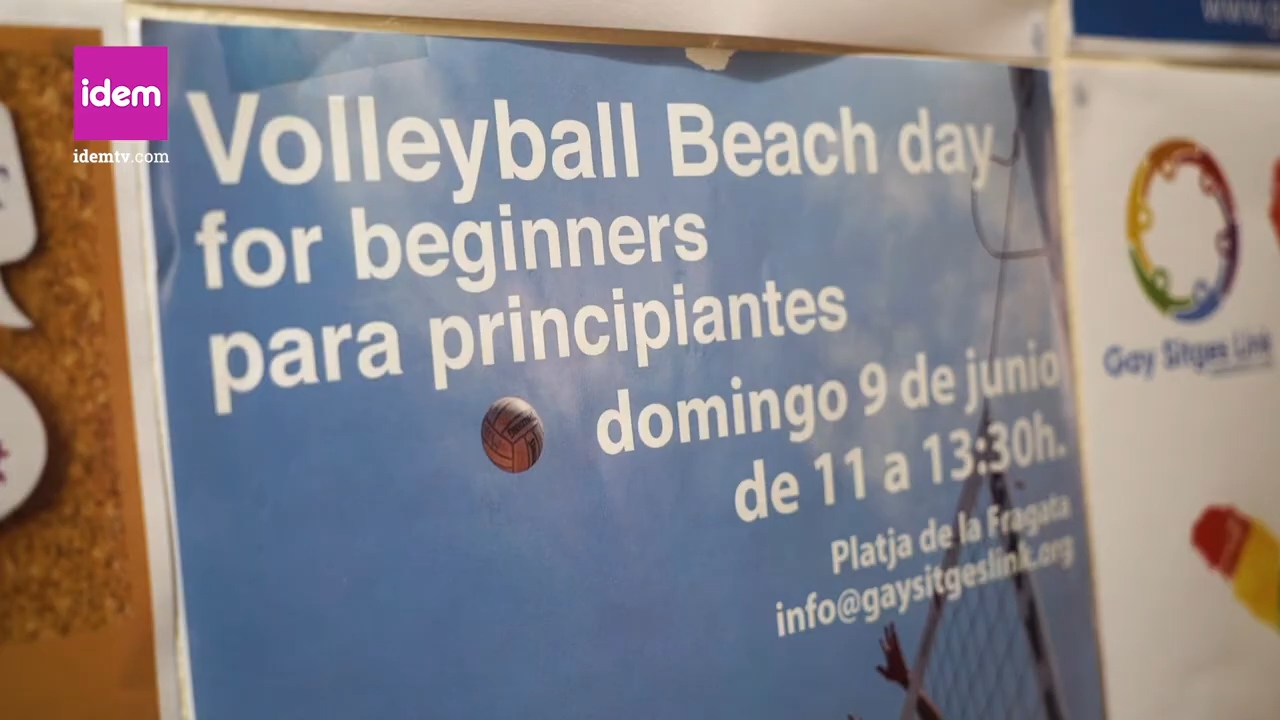 idem
idemtv.com
Volleyball Beach day
for beginners
para principiantes
domingo 9 de junio
de 11 a 13:30h.
Platja de la Fragata
info@gaysitgeslink.org
Gay Sitges Link